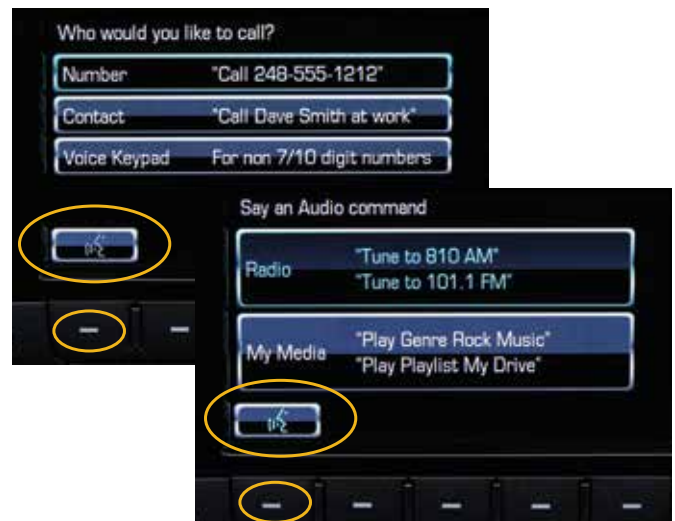 Who would you like to call?
Number "Call 248-555-1212"
Contact "Call Dave Smith at work"
Voice Keypad For non 7/10 digit numbers
Say an Audio command
Radio "Tune to 810 AM"
"Tune to 101.1 FM"
My Media "Play Genre Rock Music"
"Play Playlist My Drive"